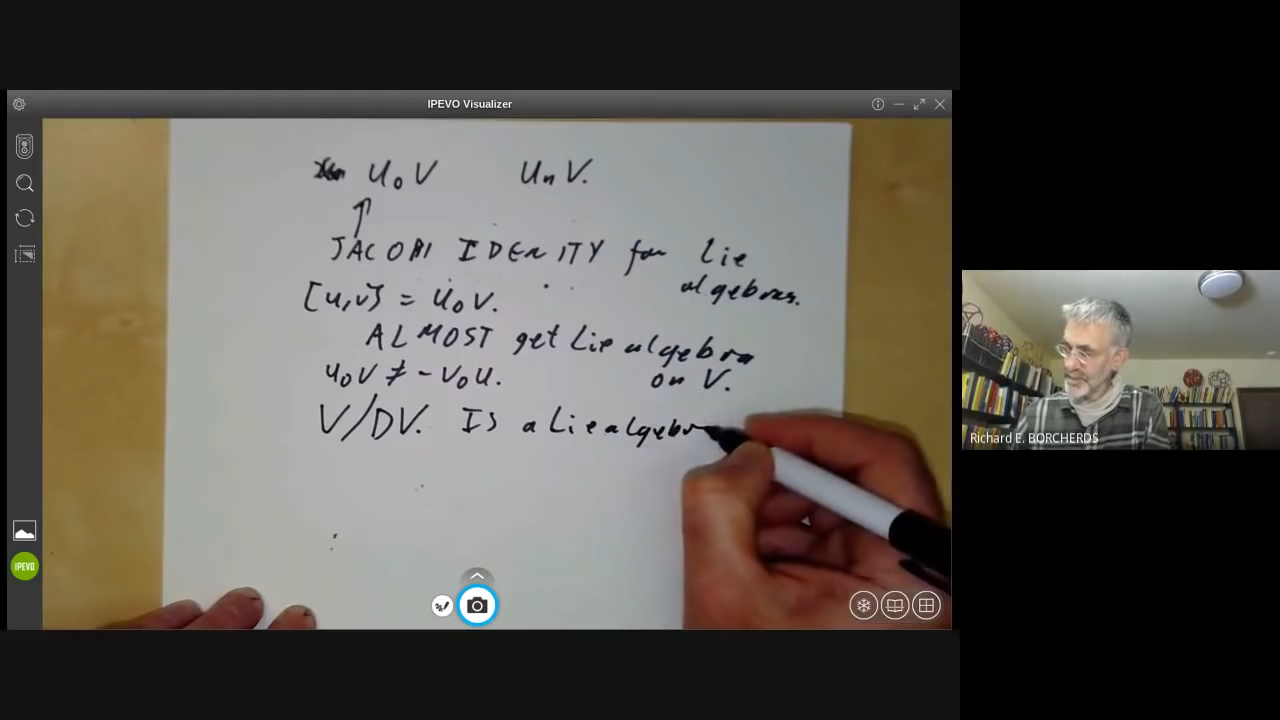 IPEVO Visualizer
u₀v uₙv.
JACOBI IDENTITY for Lie
algebras.
[u,v] = u₀v.
ALMOST get Lie algebra
on V.
u₀v ≠ -v₀u.
V/DV. Is a Lie algebra
IPEVO
Richard E. BORCHERDS